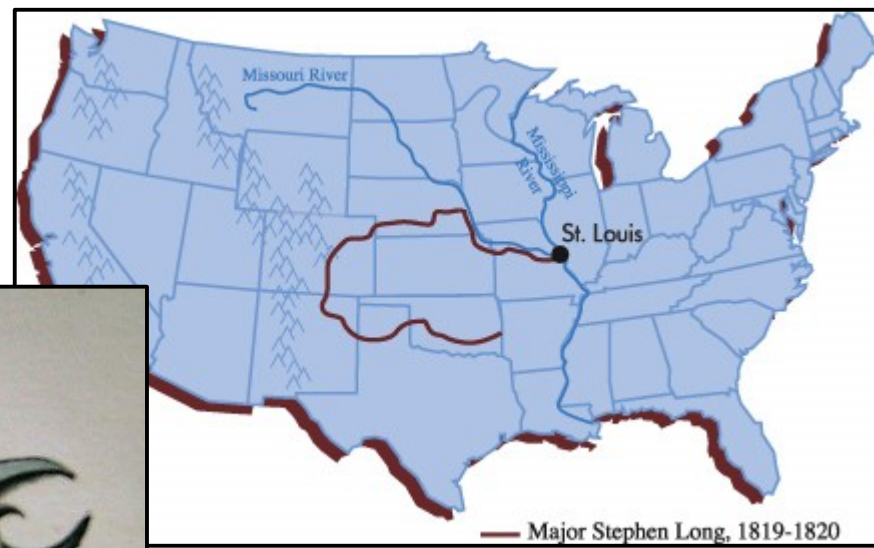 Missouri River
Mississippi
River
St. Louis
Major Stephen Long, 1819-1820